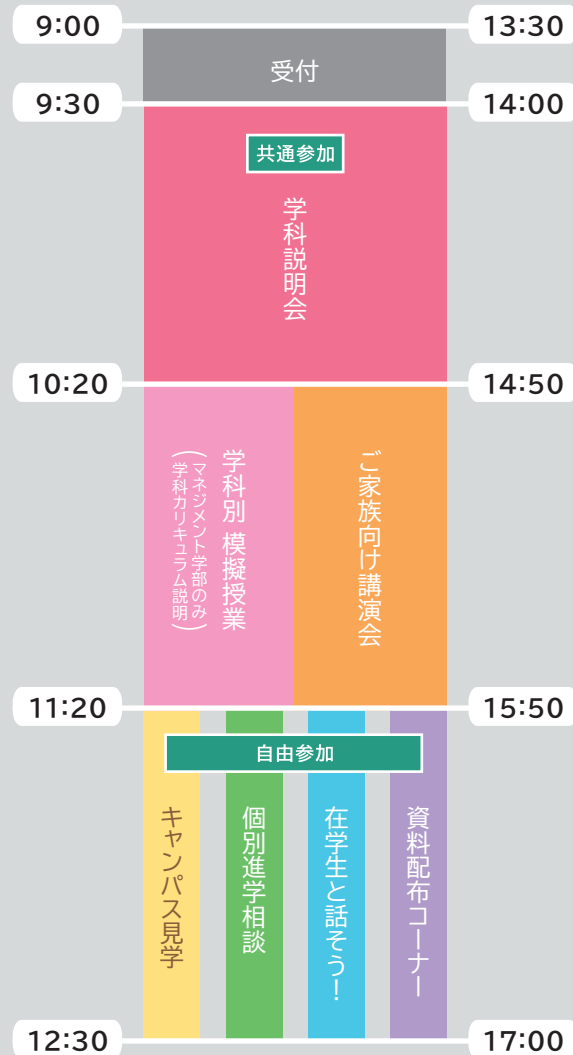 9:00
13:30
受付
9:30
14:00
共通参加
学科説明会
10:20
14:50
学科別 模擬授業
(マネジメント学部のみ
学科カリキュラム説明)
ご家族向け講演会
11:20
15:50
自由参加
キャンパス見学
個別進学相談
在学生と話そう!
資料配布コーナー
12:30
17:00